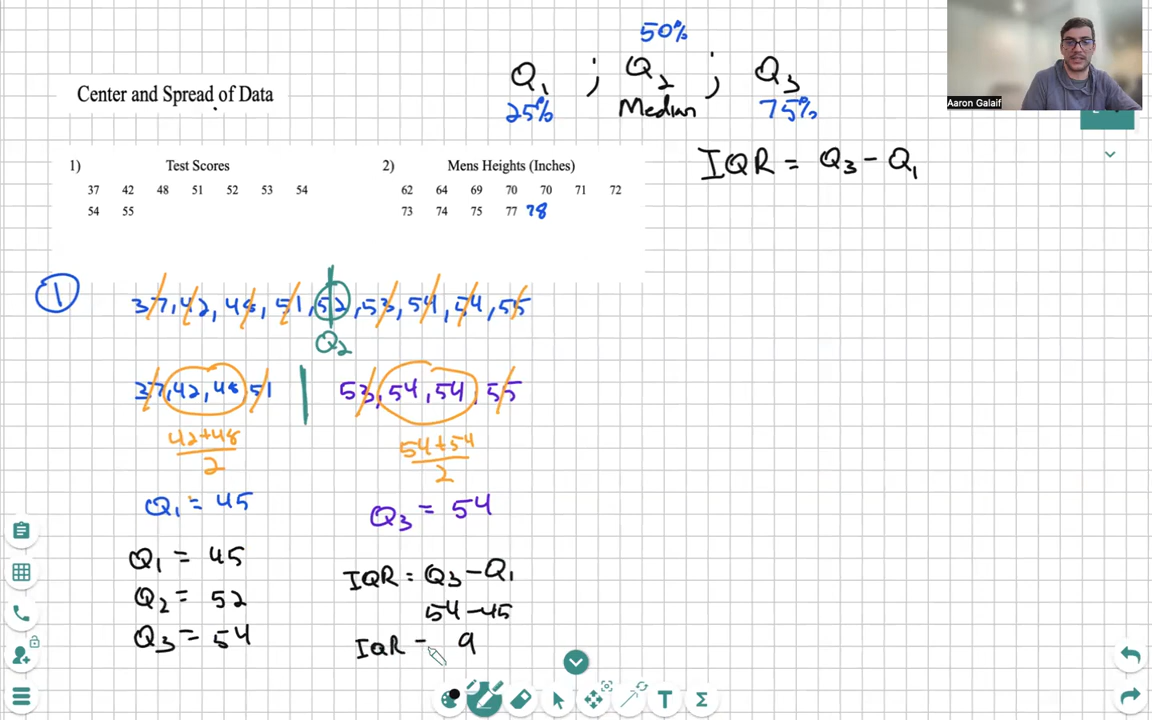 50%
Q1 ; Q2 ; Q3
25% Median 75%
Center and Spread of Data
Aaron Galaif
IQR = Q3 - Q1
1) Test Scores
37 42 48 51 52 53 54
54 55
2) Mens Heights (Inches)
62 64 69 70 70 71 72
73 74 75 77 78
1
37, 42, 48, 51, 52, 53, 54, 54, 55
Q2
37, 42, 48 51 | 53, 54, 54, 55
42+48
2
54+54
2
Q1 = 45
Q3 = 54
Q1 = 45
Q2 = 52
Q3 = 54
IQR = Q3 - Q1
54-45
IQR = 9
T Σ